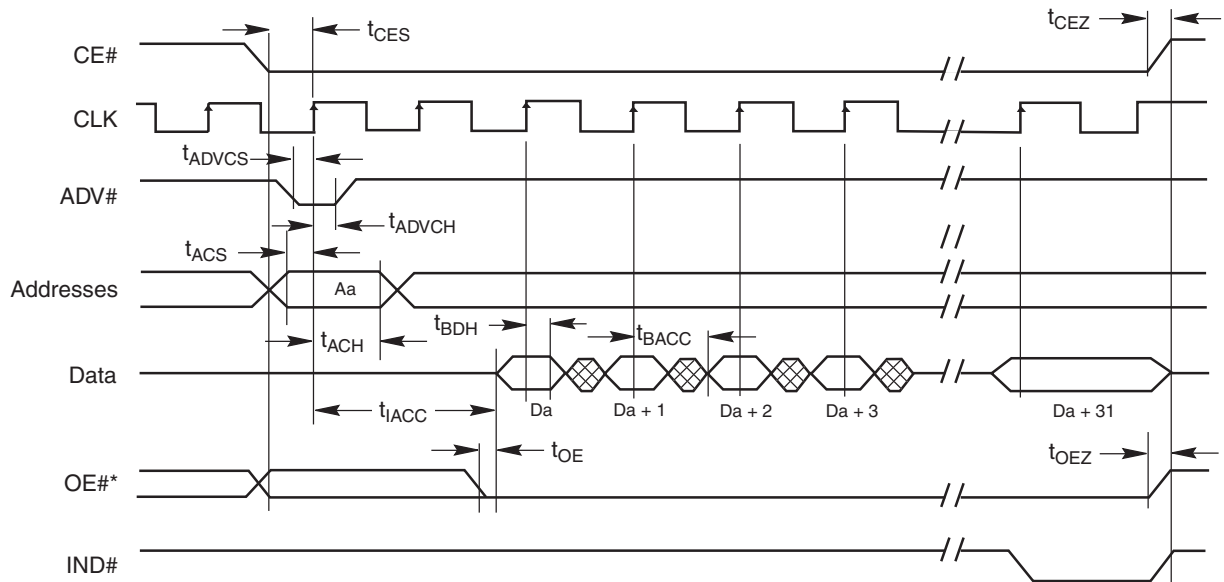 tCES
tCEZ
CE#
CLK
tADVCS
ADV#
tADVCH
tACS
Addresses
Aa
tACH
tBDH
tBACC
Data
Da
Da + 1
Da + 2
Da + 3
Da + 31
tIACC
tOE
tOEZ
OE#*
IND#